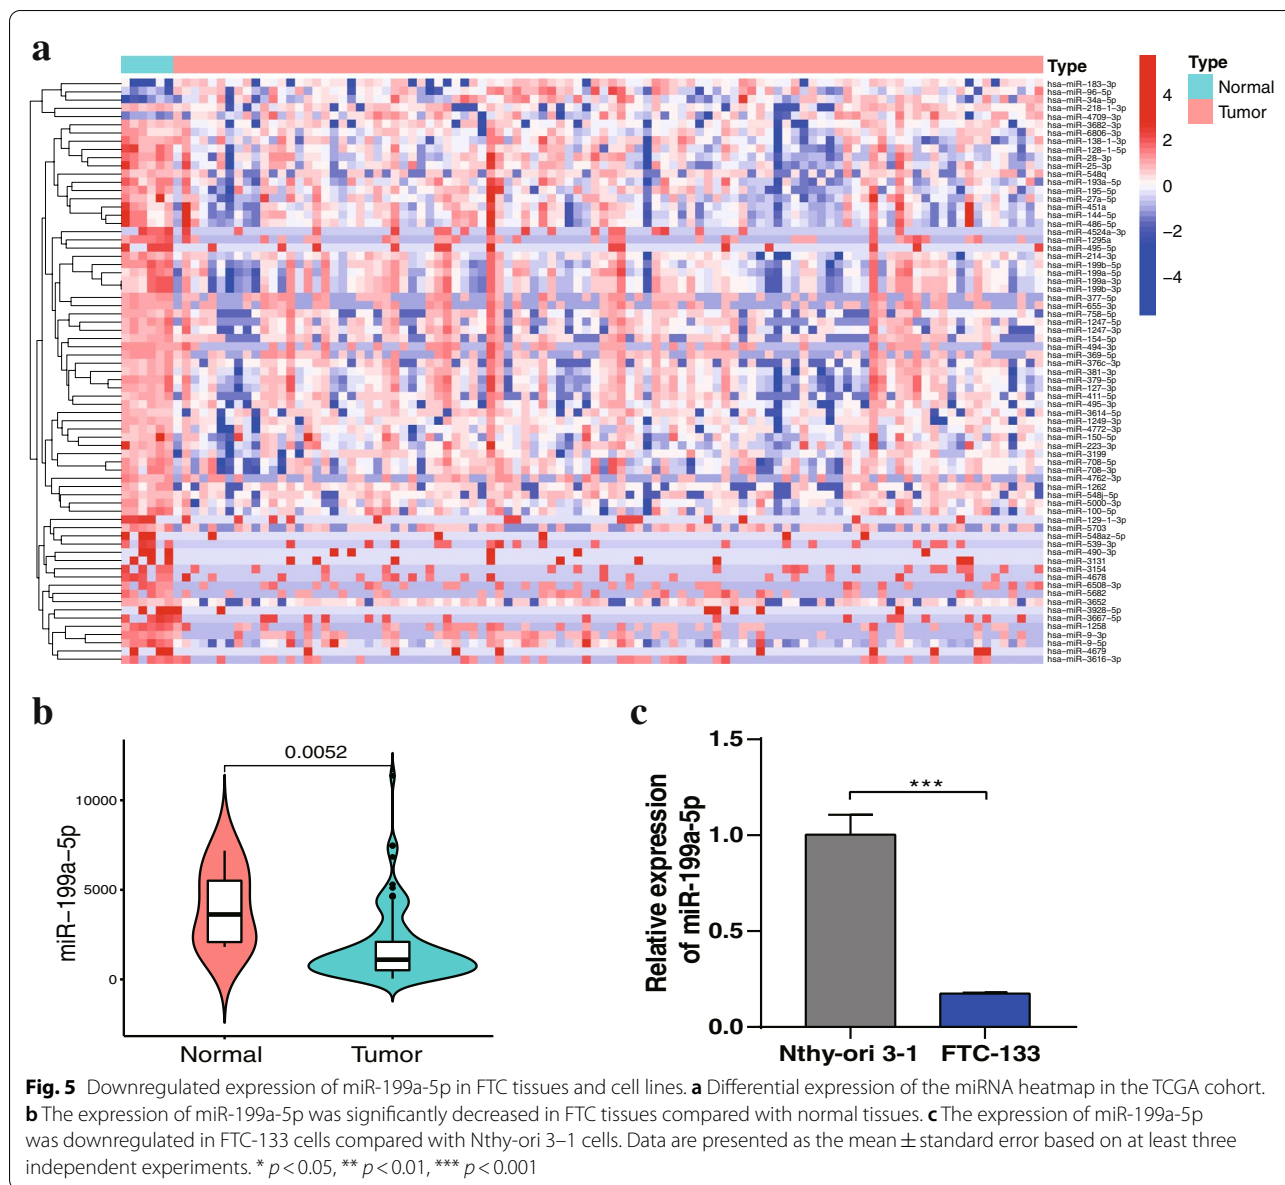 a
Type
hsa-miR-183-3p
hsa-miR-96-5p
hsa-miR-34a-5p
hsa-miR-218-1-3p
hsa-miR-4709-3p
hsa-miR-3682-3p
hsa-miR-6806-3p
hsa-miR-138-1-3p
hsa-miR-128-1-5p
hsa-miR-28-3p
hsa-miR-25-3p
hsa-miR-548q
hsa-miR-193a-5p
hsa-miR-195-5p
hsa-miR-27a-5p
hsa-miR-451a
hsa-miR-144-5p
hsa-miR-486-5p
hsa-miR-4524a-3p
hsa-miR-1295a
hsa-miR-495-5p
hsa-miR-214-3p
hsa-miR-199b-5p
hsa-miR-199a-5p
hsa-miR-199a-3p
hsa-miR-199b-3p
hsa-miR-377-5p
hsa-miR-655-3p
hsa-miR-758-5p
hsa-miR-1247-5p
hsa-miR-1247-3p
hsa-miR-154-5p
hsa-miR-494-3p
hsa-miR-369-5p
hsa-miR-376c-3p
hsa-miR-381-3p
hsa-miR-379-5p
hsa-miR-127-3p
hsa-miR-411-5p
hsa-miR-495-3p
hsa-miR-3614-5p
hsa-miR-1249-3p
hsa-miR-4772-3p
hsa-miR-150-5p
hsa-miR-223-3p
hsa-miR-3199
hsa-miR-708-5p
hsa-miR-708-3p
hsa-miR-4762-3p
hsa-miR-1262
hsa-miR-548j-5p
hsa-miR-5000-3p
hsa-miR-100-5p
hsa-miR-129-1-3p
hsa-miR-5703
hsa-miR-548az-5p
hsa-miR-539-3p
hsa-miR-490-3p
hsa-miR-3131
hsa-miR-3154
hsa-miR-4678
hsa-miR-6508-3p
hsa-miR-5682
hsa-miR-3652
hsa-miR-3928-5p
hsa-miR-3667-5p
hsa-miR-1258
hsa-miR-9-3p
hsa-miR-9-5p
hsa-miR-4679
hsa-miR-3616-3p
4
2
0
−2
−4
Type
Normal
Tumor
b
miR−199a−5p
10000
5000
0
0.0052
Normal
Tumor
c
Relative expression
of miR-199a-5p
1.5
1.0
0.5
0.0
***
Nthy-ori 3-1
FTC-133
Fig. 5 Downregulated expression of miR-199a-5p in FTC tissues and cell lines. a Differential expression of the miRNA heatmap in the TCGA cohort.
b The expression of miR-199a-5p was significantly decreased in FTC tissues compared with normal tissues. c The expression of miR-199a-5p
was downregulated in FTC-133 cells compared with Nthy-ori 3–1 cells. Data are presented as the mean ± standard error based on at least three
independent experiments. * p < 0.05, ** p < 0.01, *** p < 0.001